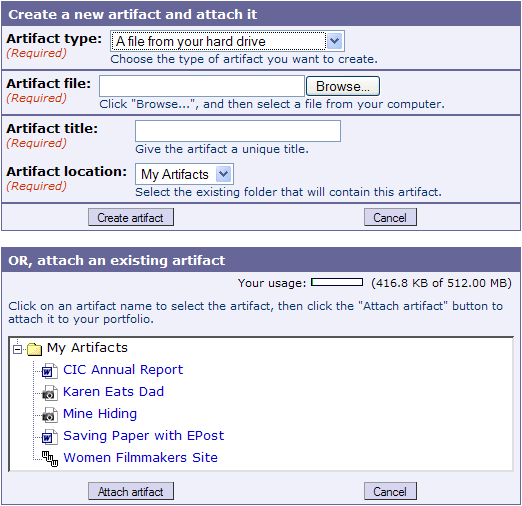 Create a new artifact and attach it
Artifact type: A file from your hard drive
(Required)
Choose the type of artifact you want to create.
Artifact file: Browse...
(Required)
Click "Browse...", and then select a file from your computer.
Artifact title:
(Required)
Give the artifact a unique title.
Artifact location: My Artifacts
(Required)
Select the existing folder that will contain this artifact.
Create artifact Cancel
OR, attach an existing artifact
Your usage: (416.8 KB of 512.00 MB)
Click on an artifact name to select the artifact, then click the "Attach artifact" button to
attach it to your portfolio.
My Artifacts
CIC Annual Report
Karen Eats Dad
Mine Hiding
Saving Paper with EPost
Women Filmmakers Site
Attach artifact Cancel